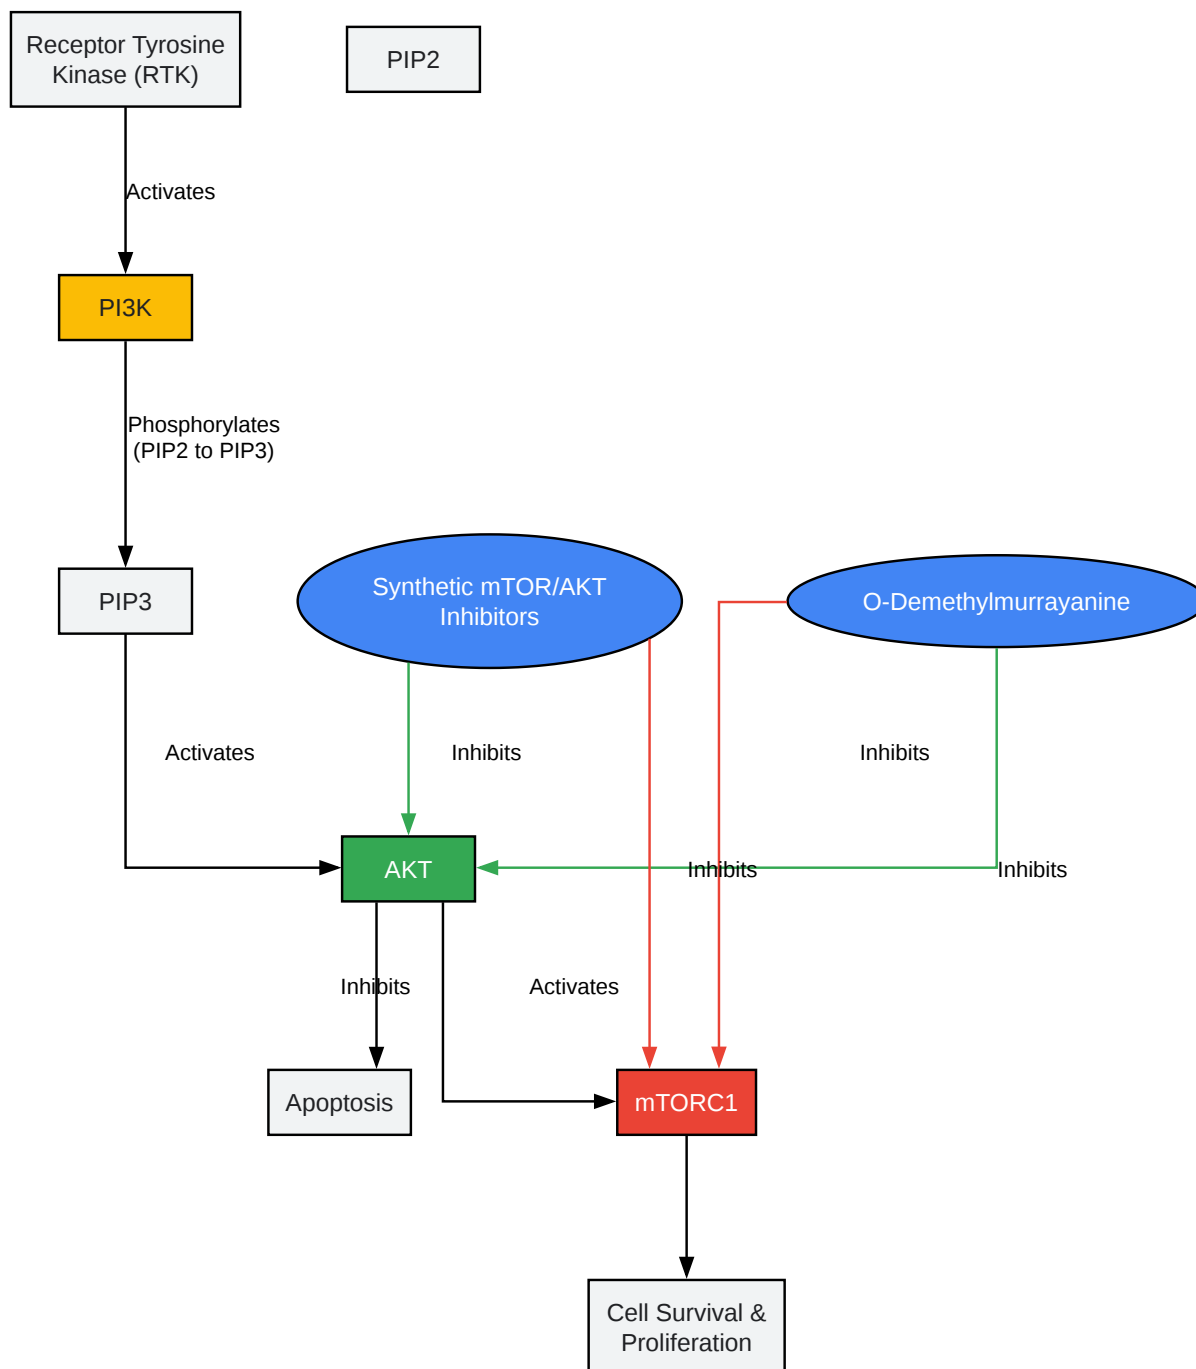 Receptor Tyrosine
Kinase (RTK)
PIP2
Activates
PI3K
Phosphorylates
(PIP2 to PIP3)
Synthetic mTOR/AKT
Inhibitors
O-Demethylmurrayanine
PIP3
Activates
Inhibits
Inhibits
AKT
Inhibits
Inhibits
Inhibits
Activates
Apoptosis
mTORC1
Cell Survival &
Proliferation